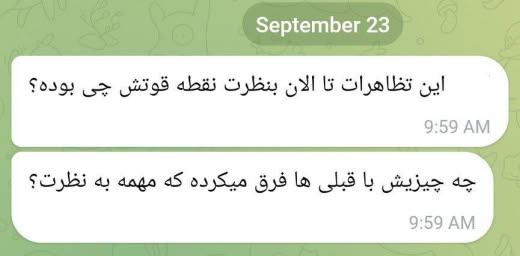 September 23
این تظاهرات تا الان بنظرت نقطه قوتش چی بوده؟
9:59 AM
چه چیزیش با قبلی ها فرق میکرده که مهمه به نظرت؟
9:59 AM